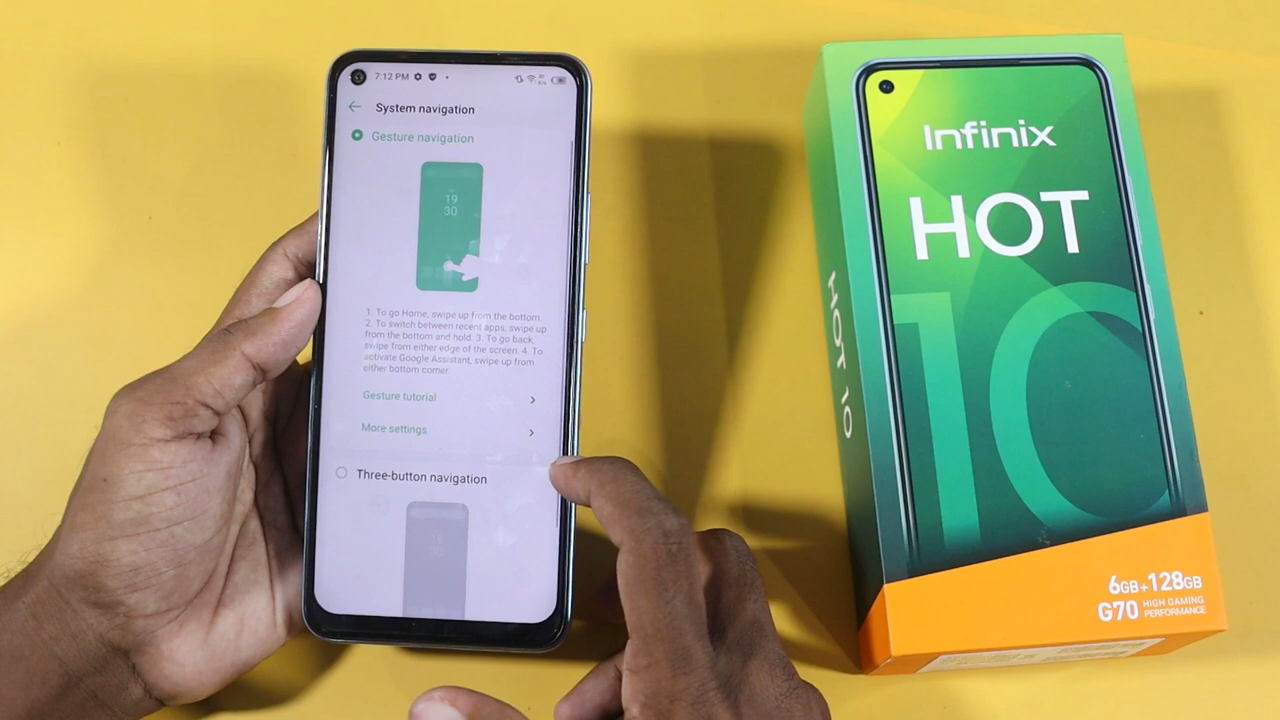 7:12 PM
System navigation
Gesture navigation
19
30
1. To go Home, swipe up from the bottom.
2. To switch between recent apps, swipe up
from the bottom and hold. 3. To go back,
swipe from either edge of the screen. 4. To
activate Google Assistant, swipe up from
either bottom corner.
Gesture tutorial
More settings
Three-button navigation
Infinix
HOT
10
HOT 10
6GB+128GB
G70 HIGH GAMING
PERFORMANCE